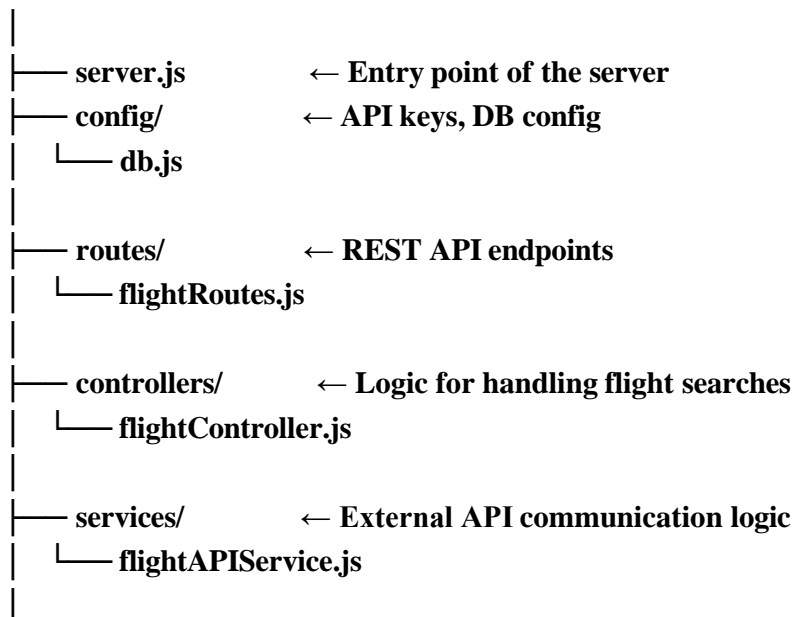 │
├── server.js ← Entry point of the server
├── config/ ← API keys, DB config
│ └── db.js
│
├── routes/ ← REST API endpoints
│ └── flightRoutes.js
│
├── controllers/ ← Logic for handling flight searches
│ └── flightController.js
│
├── services/ ← External API communication logic
│ └── flightAPIService.js
│